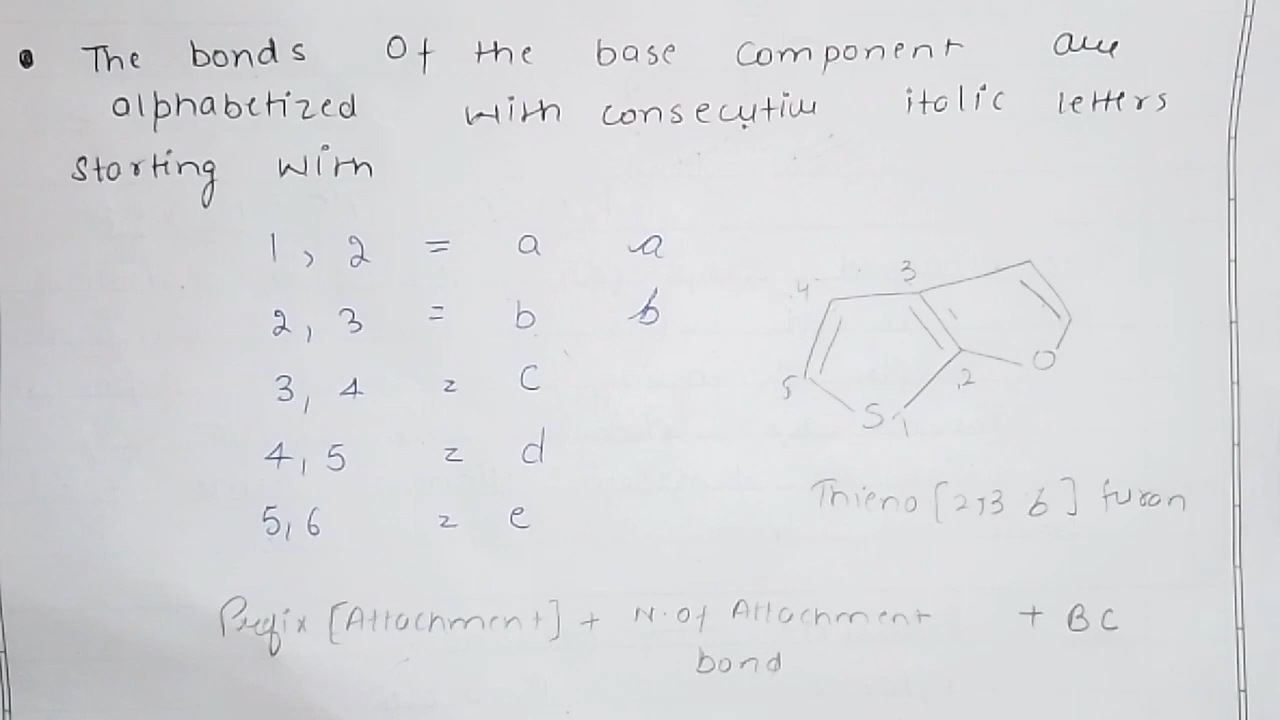 The bonds Of the base component are
alphabetized with consecutive italic letters
starting with
1, 2 = a a
2, 3 = b b
3, 4 = c
4, 5 = d
5, 6 = e
3
4
5
S 1
2
O
Thieno [2,3 b] furan
Prefix [Attachment] + N. of Attachment + BC
bond